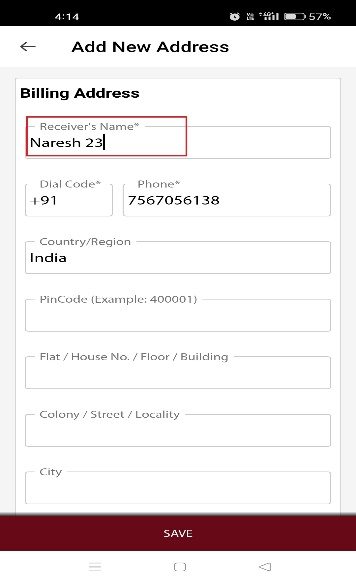 4:14
57%
Add New Address
Billing Address
Receiver's Name*
Naresh 23
Dial Code* Phone*
+91 7567056138
Country/Region
India
PinCode (Example: 400001)
Flat / House No. / Floor / Building
Colony / Street / Locality
City
SAVE